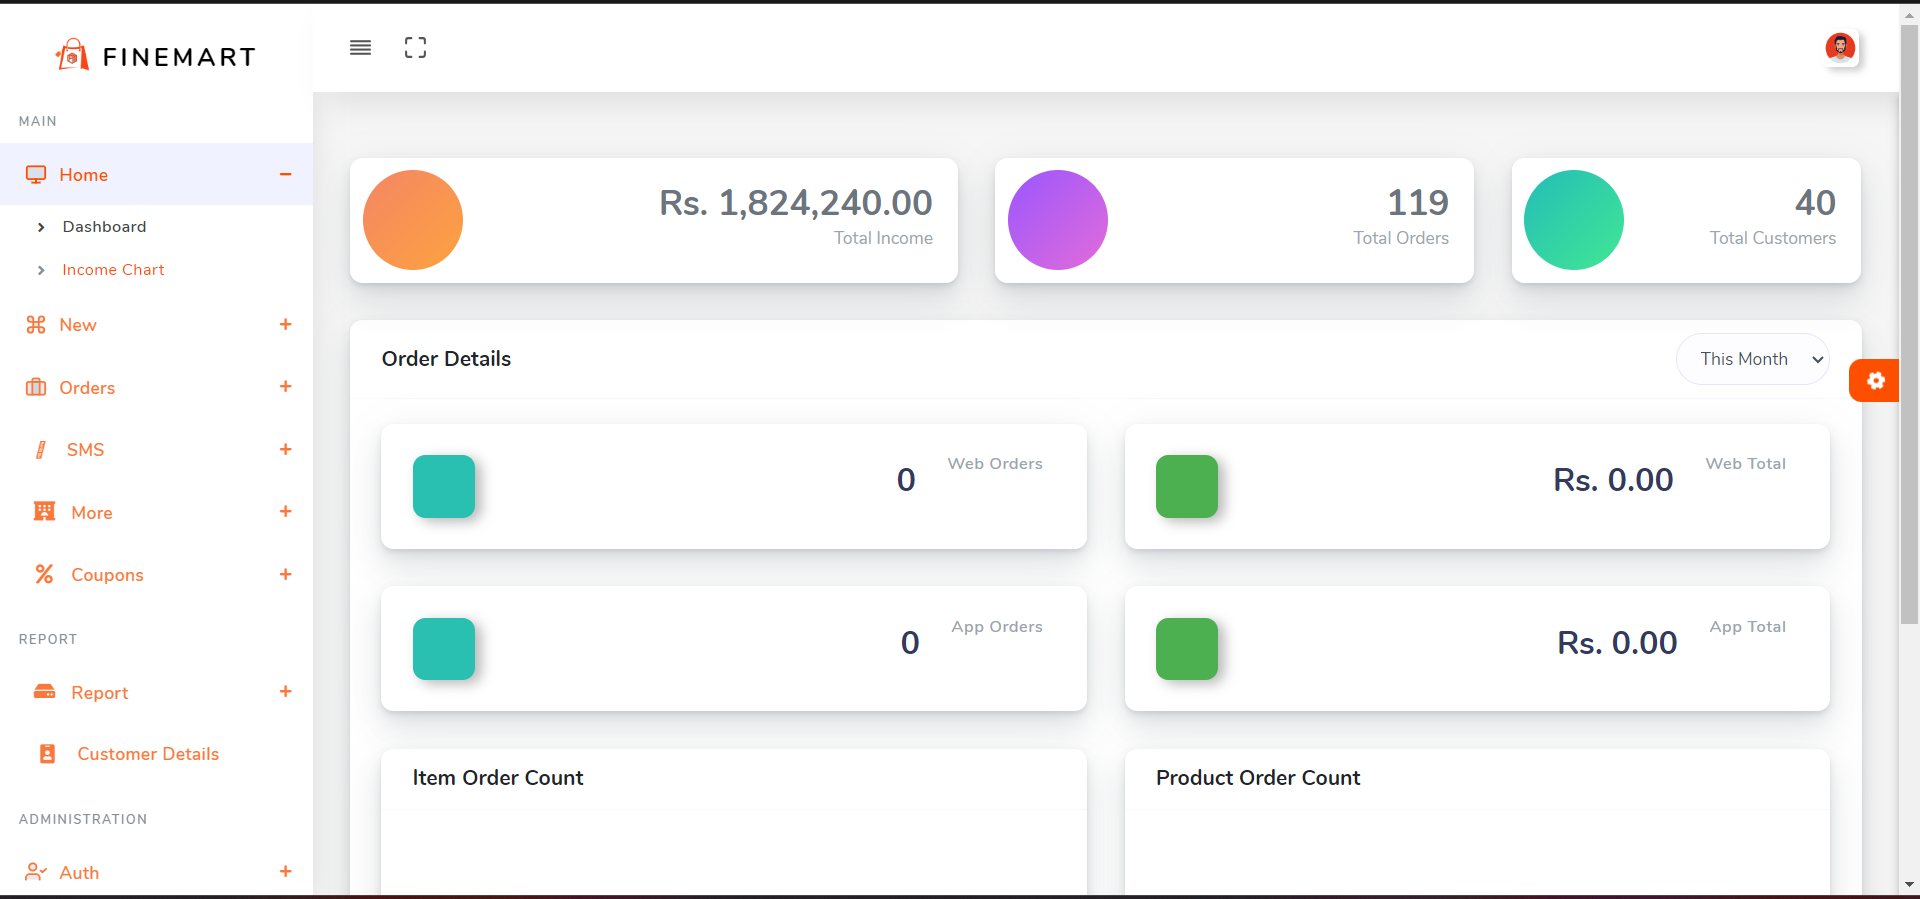 FINEMART
MAIN
Home
Dashboard
Income Chart
New
Orders
SMS
More
Coupons
REPORT
Report
Customer Details
ADMINISTRATION
Auth
Rs. 1,824,240.00
Total Income
119
Total Orders
40
Total Customers
Order Details
This Month
0
Web Orders
Rs. 0.00
Web Total
0
App Orders
Rs. 0.00
App Total
Item Order Count
Product Order Count